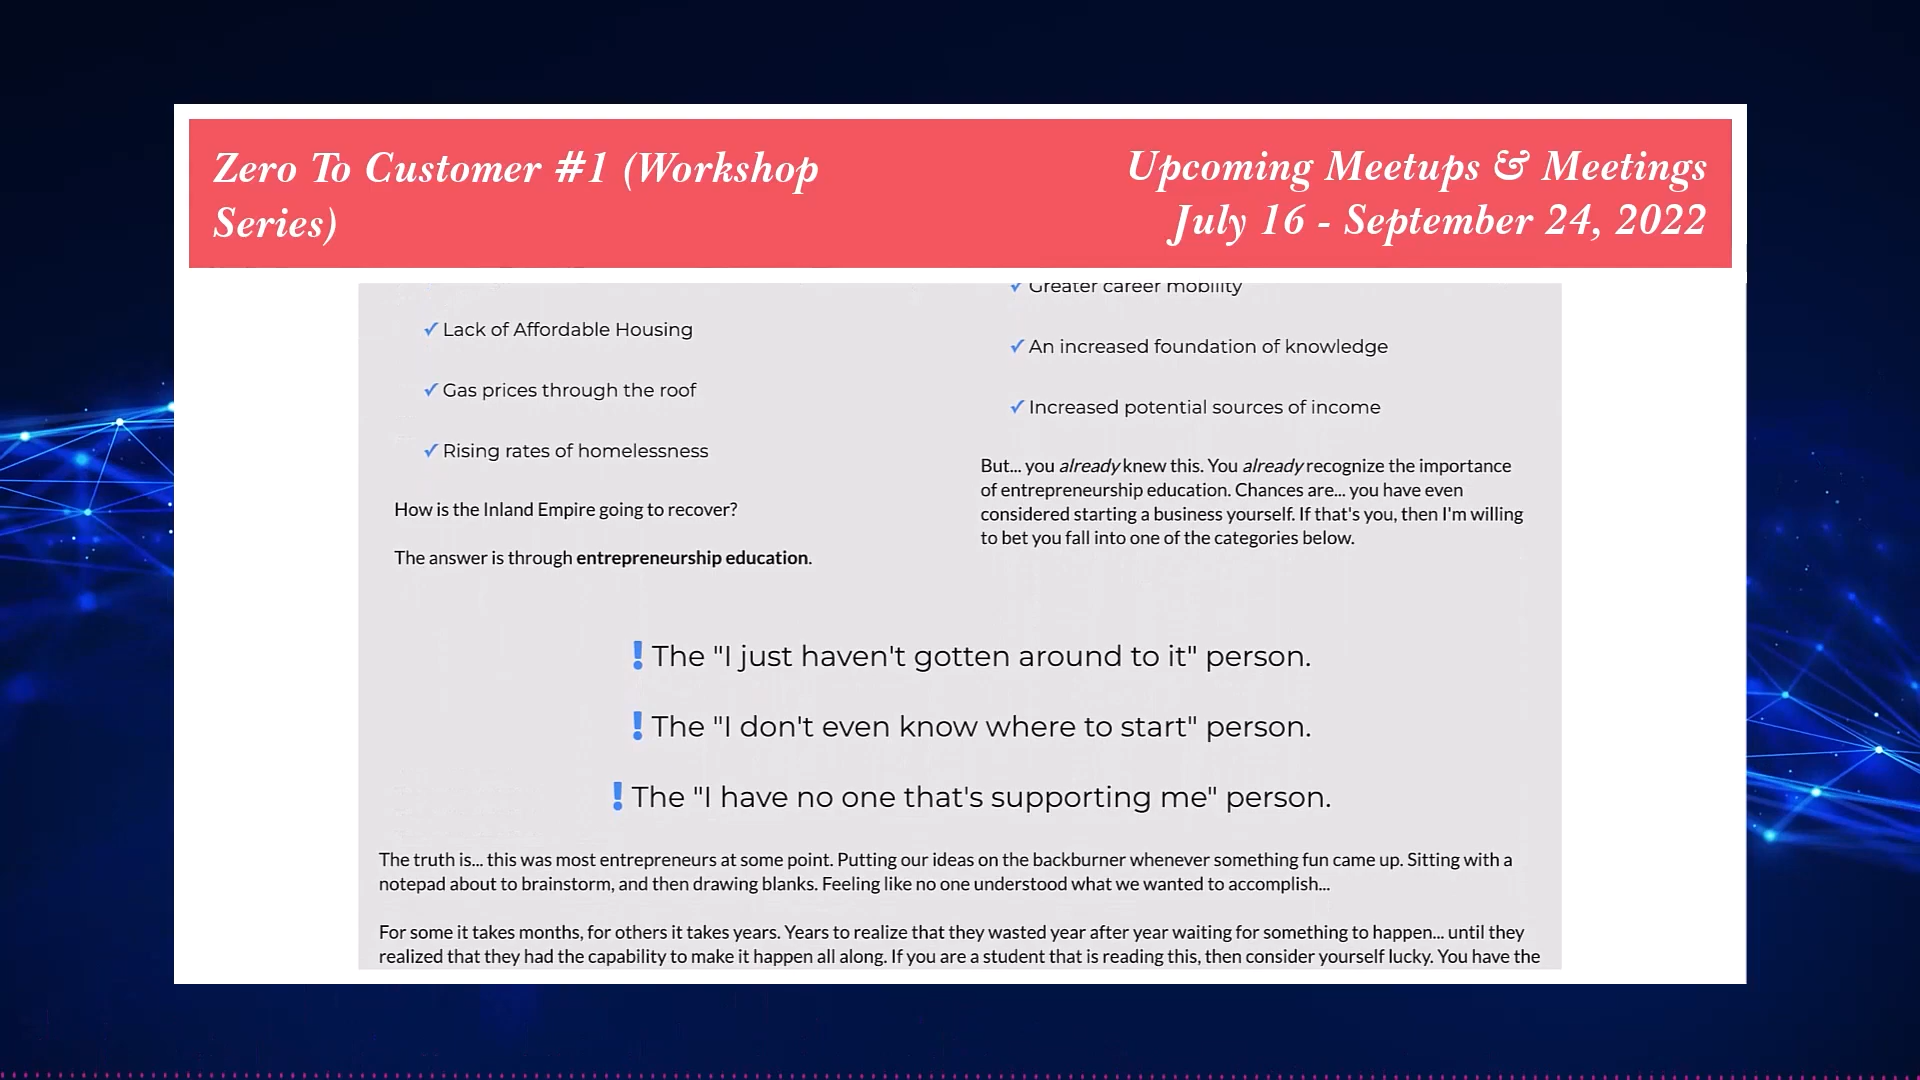 Zero To Customer #1 (Workshop
Series)
Upcoming Meetups & Meetings
July 16 - September 24, 2022
✓ Lack of Affordable Housing
✓ Gas prices through the roof
✓ Rising rates of homelessness
How is the Inland Empire going to recover?
The answer is through entrepreneurship education.
✓ Greater career mobility
✓ An increased foundation of knowledge
✓ Increased potential sources of income
But... you already knew this. You already recognize the importance
of entrepreneurship education. Chances are... you have even
considered starting a business yourself. If that's you, then I'm willing
to bet you fall into one of the categories below.
! The "I just haven't gotten around to it" person.
! The "I don't even know where to start" person.
! The "I have no one that's supporting me" person.
The truth is... this was most entrepreneurs at some point. Putting our ideas on the backburner whenever something fun came up. Sitting with a
notepad about to brainstorm, and then drawing blanks. Feeling like no one understood what we wanted to accomplish...
For some it takes months, for others it takes years. Years to realize that they wasted year after year waiting for something to happen... until they
realized that they had the capability to make it happen all along. If you are a student that is reading this, then consider yourself lucky. You have the